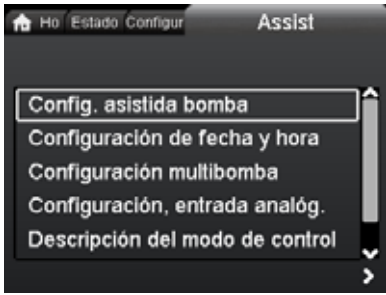 Ho Estado Configur Assist
Config. asistida bomba
Configuración de fecha y hora
Configuración multibomba
Configuración, entrada analóg.
Descripción del modo de control